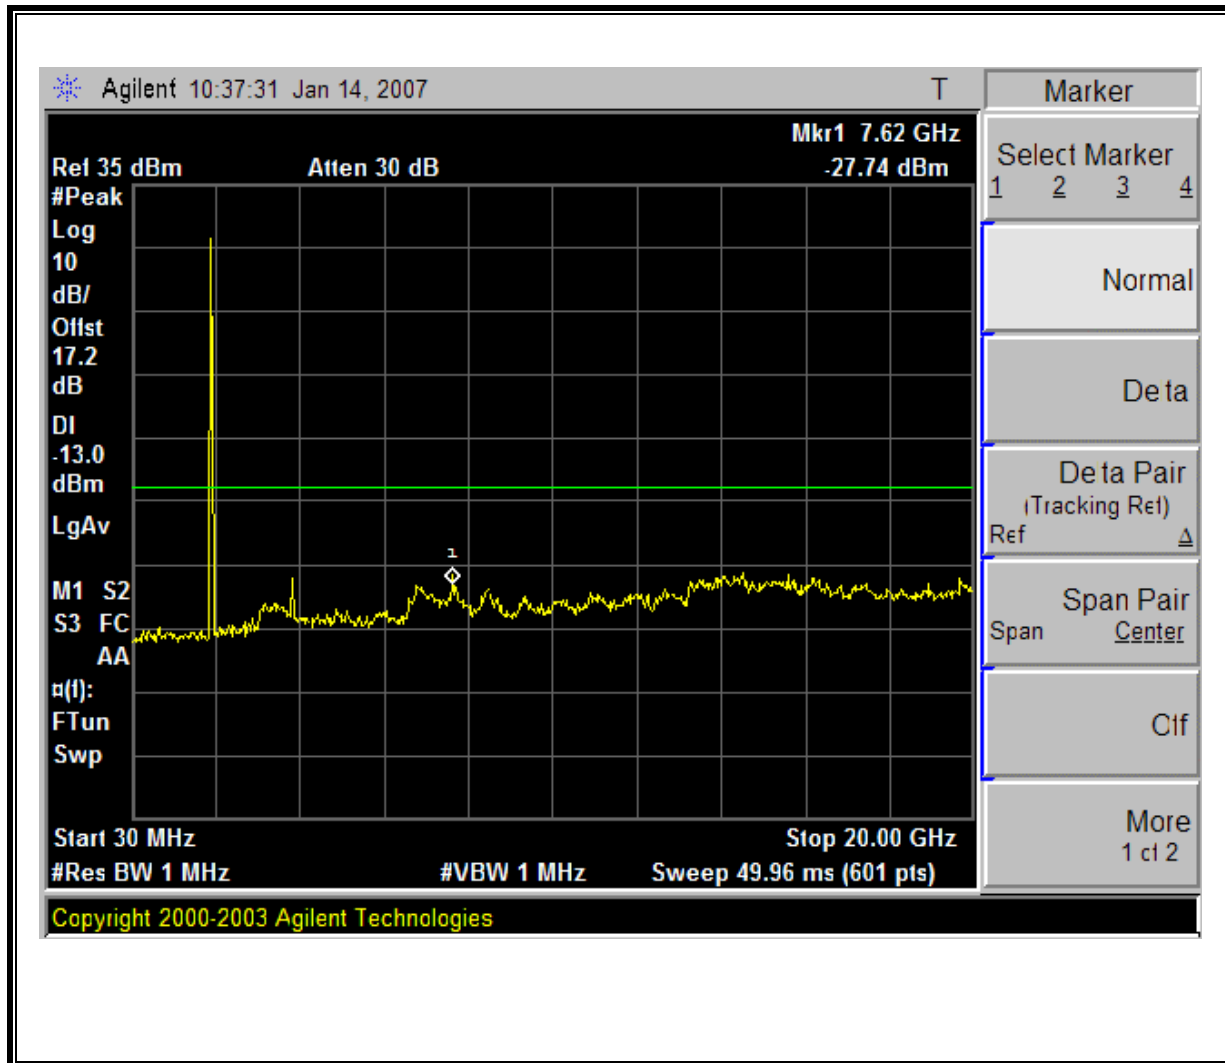 Agilent 10:37:31 Jan 14, 2007 T
Mkr1 7.62 GHz
Ref 35 dBm Atten 30 dB -27.74 dBm
#Peak
Log
10
dB/
Offst
17.2
dB
DI
-13.0
dBm
LgAv
M1 S2
S3 FC
AA
¤(f):
FTun
Swp
1
Start 30 MHz Stop 20.00 GHz
#Res BW 1 MHz #VBW 1 MHz Sweep 49.96 ms (601 pts)
Copyright 2000-2003 Agilent Technologies
Marker
Select Marker
1 2 3 4
Normal
Delta
Delta Pair
(Tracking Ref)
Ref Δ
Span Pair
Span Center
Off
More
1 of 2